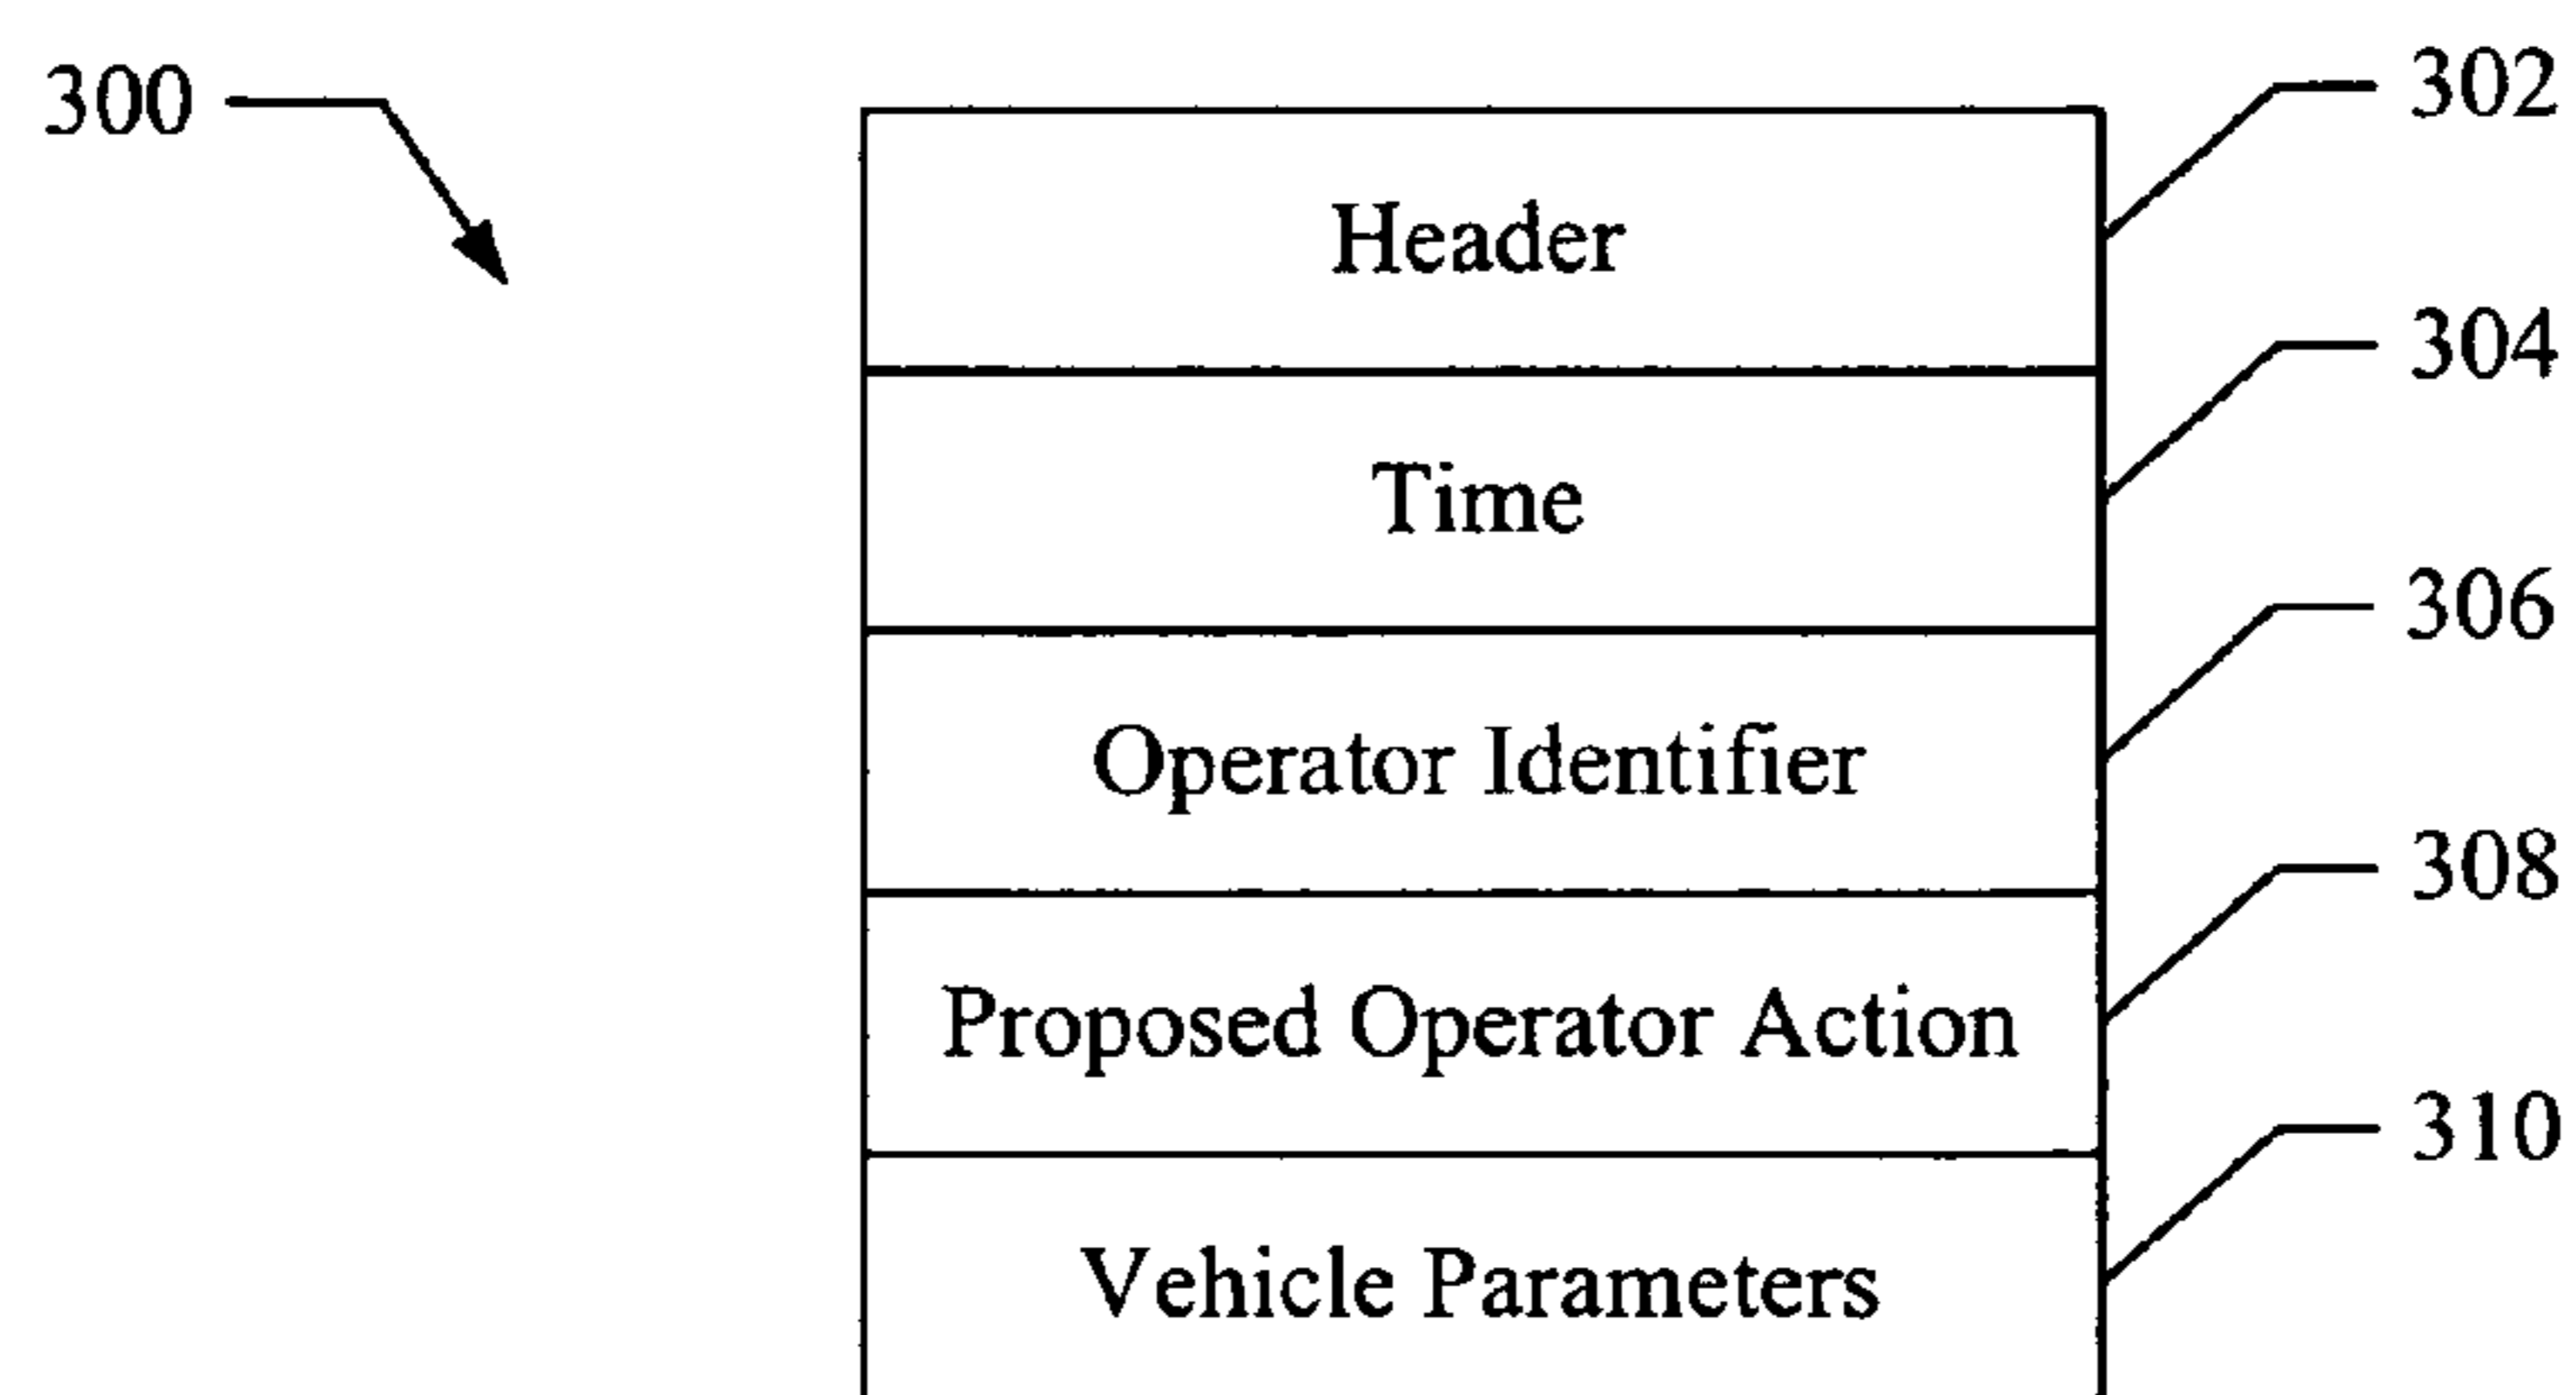 300
302
Header
304
Time
306
Operator Identifier
308
Proposed Operator Action
310
Vehicle Parameters